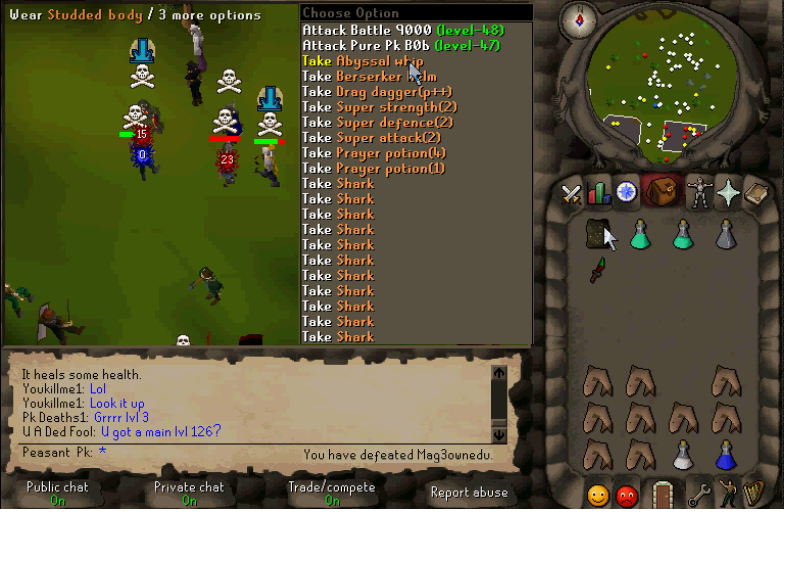 Wear Studded body / 3 more options
Choose Option
Attack Battle 9000 (level-48)
Attack Pure Pk B0b (level-47)
Take Abyssal whip
Take Berserker helm
Take Drag dagger(p++)
Take Super strength(2)
Take Super defence(2)
Take Super attack(2)
Take Prayer potion(4)
Take Prayer potion(1)
Take Shark
Take Shark
Take Shark
Take Shark
Take Shark
Take Shark
Take Shark
Take Shark
Take Shark
Take Shark
Take Shark
15
0
23
N
It heals some health.
Youkillme1: Lol
Youkillme1: Look it up
Pk Deaths1: Grrrr lvl 3
U A Ded Fool: U got a main lvl 126?
Peasant Pk: *
You have defeated Mag3ownedu.
Public chat
On
Private chat
On
Trade/compete
On
Report abuse